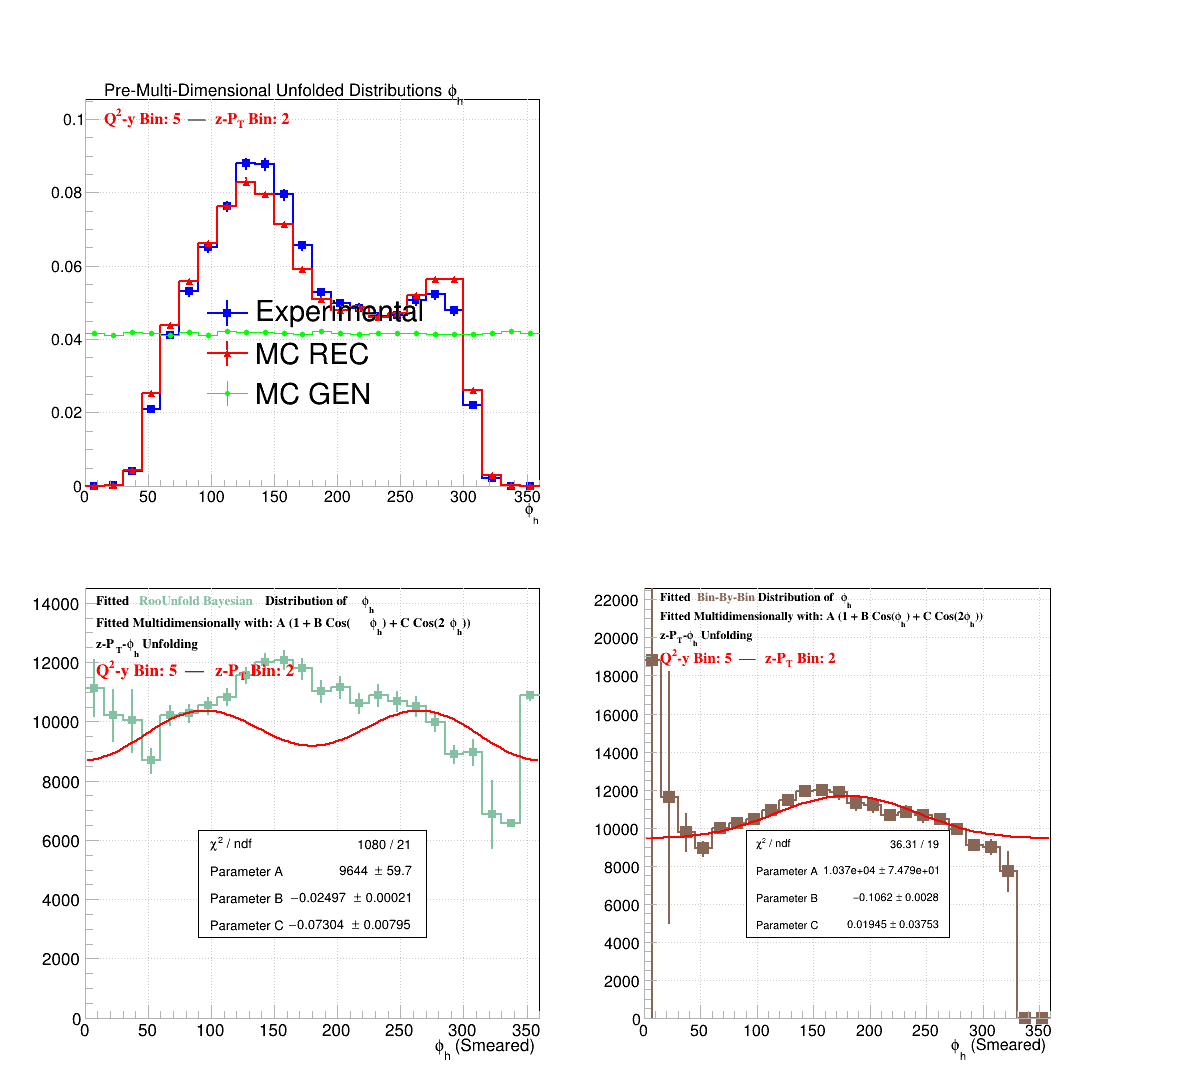 Pre-Multi-Dimensional Unfolded Distributions ϕh
Q²-y Bin: 5 — z-PT Bin: 2
0.1
0.08
0.06
0.04
0.02
0
Experimental
MC REC
MC GEN
0 50 100 150 200 250 300 350
ϕh
Fitted RooUnfold Bayesian Distribution of ϕh
Fitted Multidimensionally with: A (1 + B Cos( ϕh) + C Cos(2 ϕh))
z-PT-ϕh Unfolding
Q²-y Bin: 5 — z-PT Bin: 2
14000
12000
10000
8000
6000
4000
2000
0
χ² / ndf 1080 / 21
Parameter A 9644 ± 59.7
Parameter B −0.02497 ± 0.00021
Parameter C −0.07304 ± 0.00795
0 50 100 150 200 250 300 350
ϕh (Smeared)
Fitted Bin-By-Bin Distribution of ϕh
Fitted Multidimensionally with: A (1 + B Cos(ϕh) + C Cos(2ϕh))
z-PT-ϕh Unfolding
Q²-y Bin: 5 — z-PT Bin: 2
22000
20000
18000
16000
14000
12000
10000
8000
6000
4000
2000
0
χ² / ndf 36.31 / 19
Parameter A 1.037e+04 ± 7.479e+01
Parameter B −0.1062 ± 0.0028
Parameter C 0.01945 ± 0.03753
0 50 100 150 200 250 300 350
ϕh (Smeared)